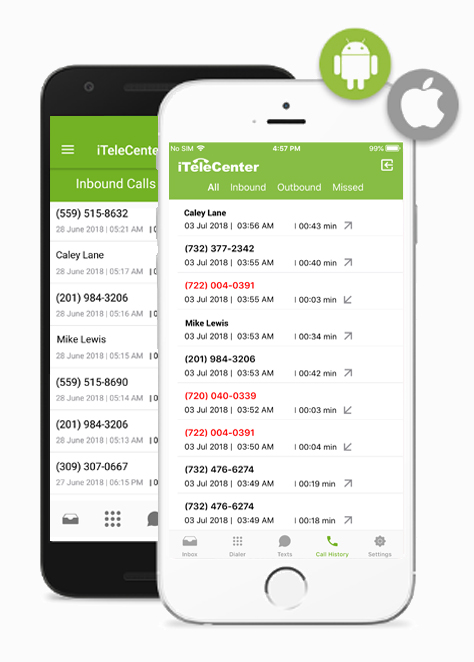 iTeleCenter
Inbound Calls
(559) 515-8632
28 June 2018 | 05:21 AM
Caley Lane
28 June 2018 | 05:17 AM
(201) 984-3206
28 June 2018 | 05:16 AM
Mike Lewis
28 June 2018 | 05:15 AM
(559) 515-8690
28 June 2018 | 05:14 AM
(201) 984-3206
28 June 2018 | 05:13 AM
(309) 307-0667
27 June 2018 | 06:15 PM
No SIM 4:57 PM 99%
iTeleCenter
All Inbound Outbound Missed
Caley Lane
03 Jul 2018 | 03:56 AM | 00:43 min
(732) 377-2342
03 Jul 2018 | 03:55 AM | 00:40 min
(722) 004-0391
03 Jul 2018 | 03:55 AM | 00:03 min
Mike Lewis
03 Jul 2018 | 03:53 AM | 00:34 min
(201) 984-3206
03 Jul 2018 | 03:53 AM | 00:42 min
(720) 040-0339
03 Jul 2018 | 03:52 AM | 00:03 min
(722) 004-0391
03 Jul 2018 | 03:50 AM | 00:04 min
(732) 476-6274
03 Jul 2018 | 03:49 AM | 00:19 min
(732) 476-6274
03 Jul 2018 | 03:49 AM | 00:18 min
Inbox Dialer Texts Call History Settings